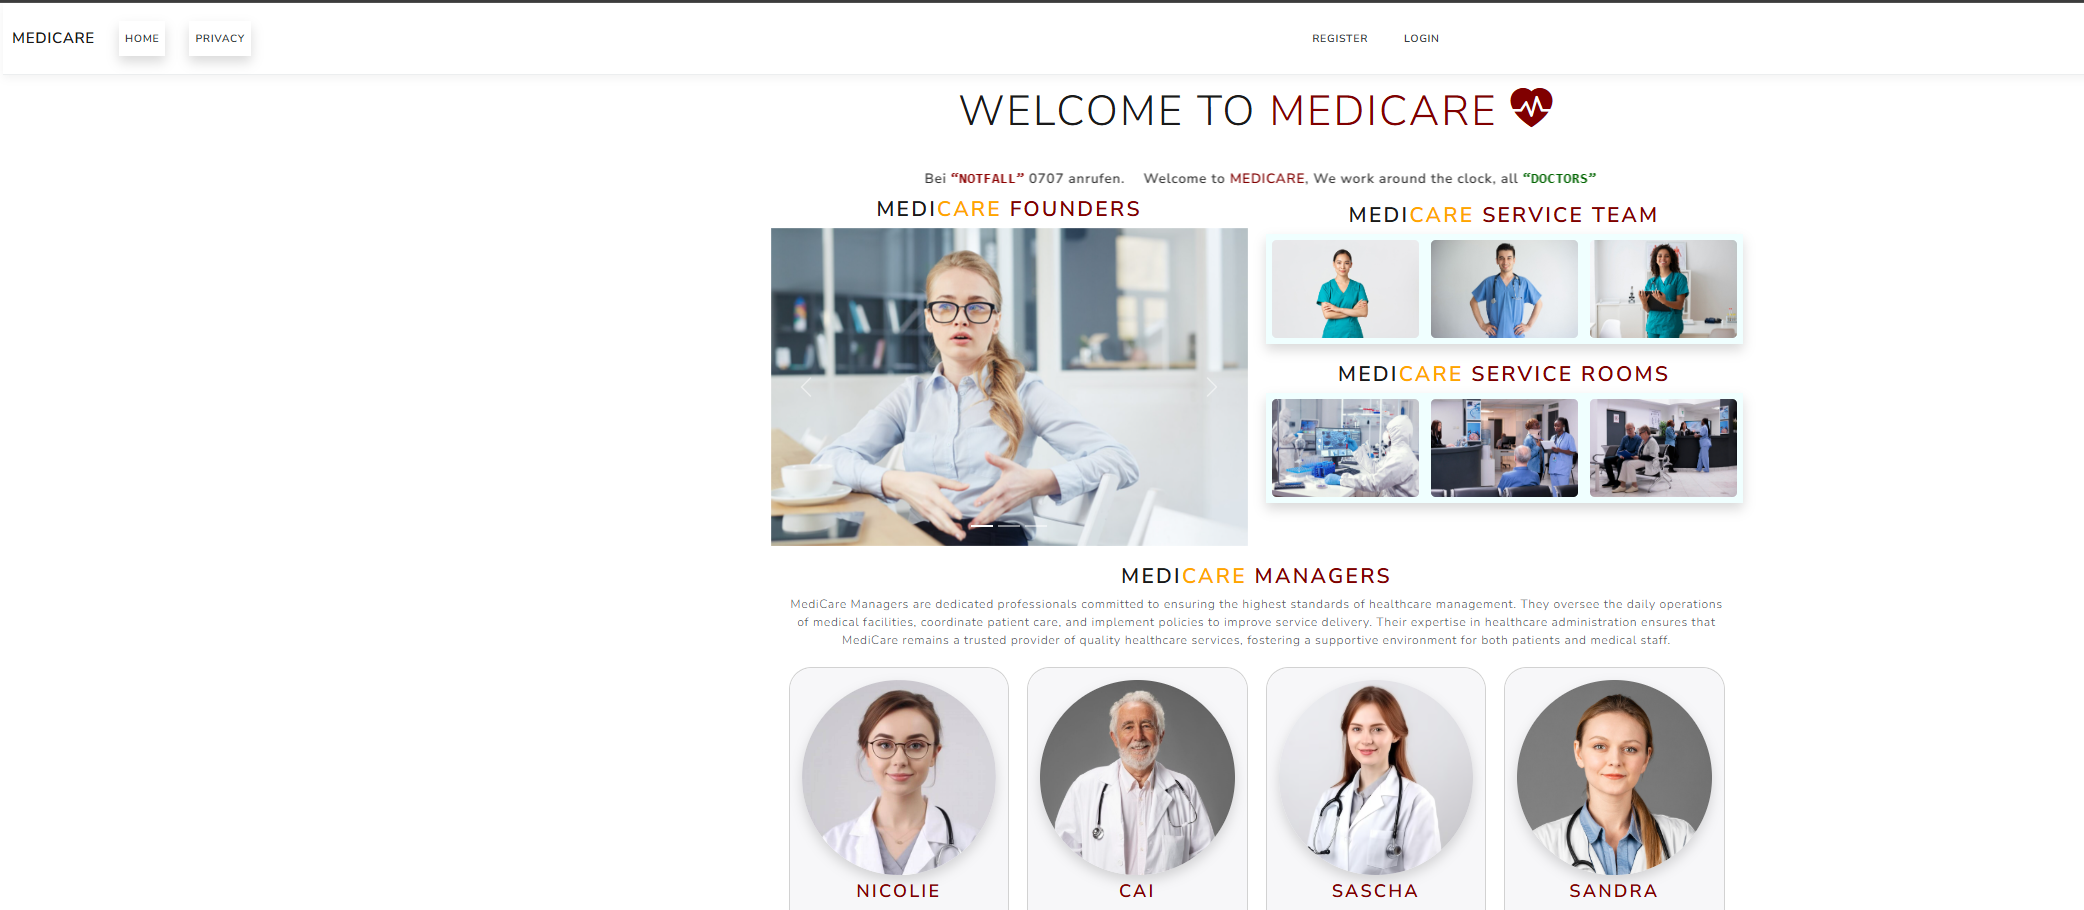 MEDICARE HOME PRIVACY REGISTER LOGIN
WELCOME TO MEDICARE
Bei “NOTFALL” 0707 anrufen. Welcome to MEDICARE, We work around the clock, all “DOCTORS”
MEDICARE FOUNDERS
MEDICARE SERVICE TEAM
MEDICARE SERVICE ROOMS
MEDICARE MANAGERS
MediCare Managers are dedicated professionals committed to ensuring the highest standards of healthcare management. They oversee the daily operations
of medical facilities, coordinate patient care, and implement policies to improve service delivery. Their expertise in healthcare administration ensures that
MediCare remains a trusted provider of quality healthcare services, fostering a supportive environment for both patients and medical staff.
NICOLIE
CAI
SASCHA
SANDRA